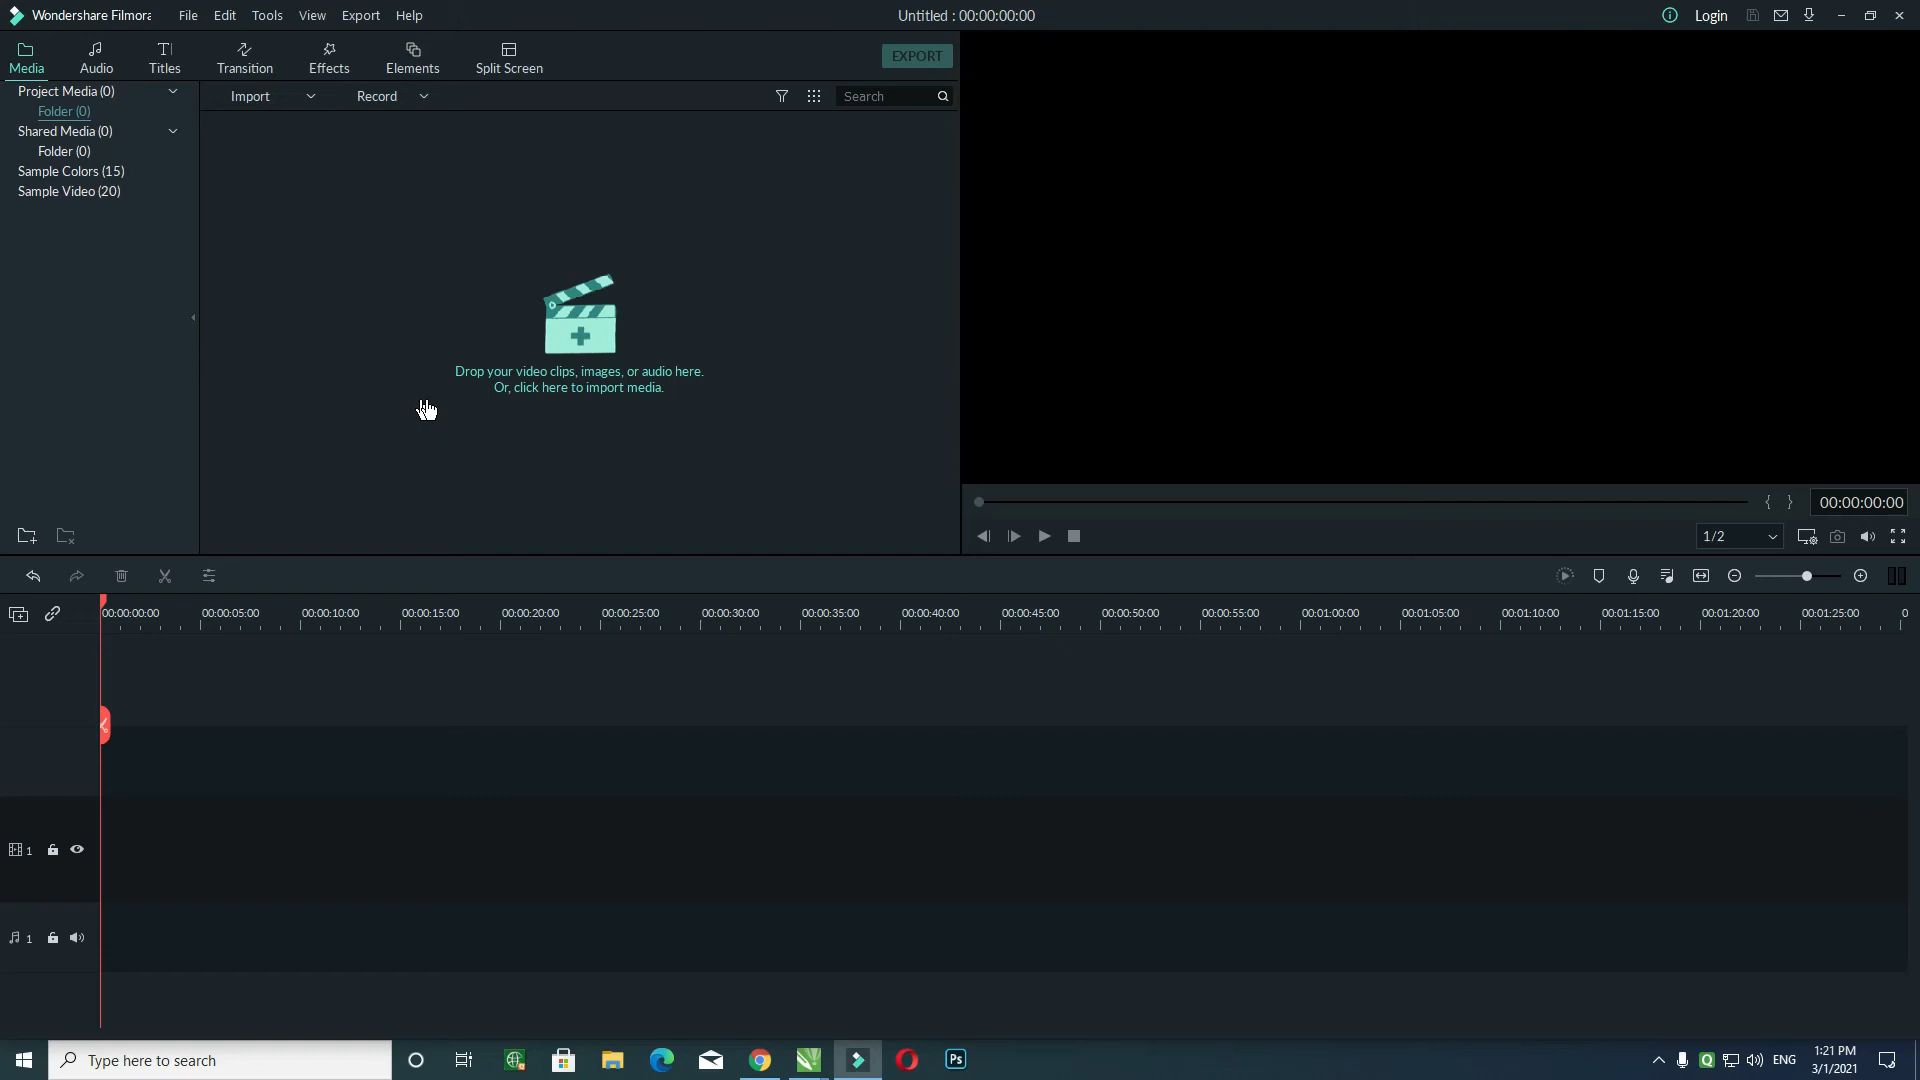 Wondershare Filmora File Edit Tools View Export Help Untitled : 00:00:00:00 Login
Media Audio Titles Transition Effects Elements Split Screen EXPORT
Project Media (0) Import Record Search
Folder (0)
Shared Media (0)
Folder (0)
Sample Colors (15)
Sample Video (20)
Drop your video clips, images, or audio here.
Or, click here to import media.
{ } 00:00:00:00
1/2
00:00:00:00 00:00:05:00 00:00:10:00 00:00:15:00 00:00:20:00 00:00:25:00 00:00:30:00 00:00:35:00 00:00:40:00 00:00:45:00 00:00:50:00 00:00:55:00 00:01:00:00 00:01:05:00 00:01:10:00 00:01:15:00 00:01:20:00 00:01:25:00 0
1
1
Type here to search Ps ENG 1:21 PM
3/1/2021